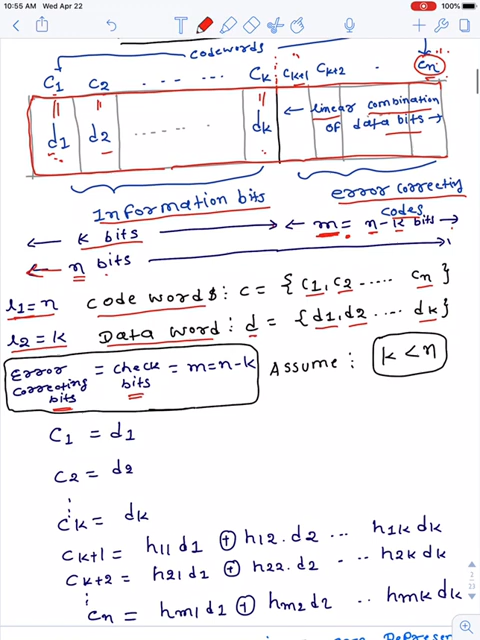 10:55 AM Wed Apr 22
100%
codewords
C1 C2 .... ... Ck Ck+1 Ck+2 . Cn
|| || ||
d1 d2 ------ ..... dk ← linear combination
of data bits →
Information bits error correcting
codes
← k bits → ← m = n-k bits →
← n bits
l1=n code words: c = {c1, c2 .... cn}
l2=k Data word: d = {d1, d2 .... dk}
Error
correcting
bits = check
bits = m=n-k Assume : k < n
C1 = d1
C2 = d2
⋮
Ck = dk
Ck+1 = h11 d1 ⊕ h12. d2 ... h1k dk
Ck+2 = h21 d1 ⊕ h22. d2 .. .. h2k dk
⋮
Cn = hm1 d1 ⊕ hm2 d2 .. hmk dk
2
23